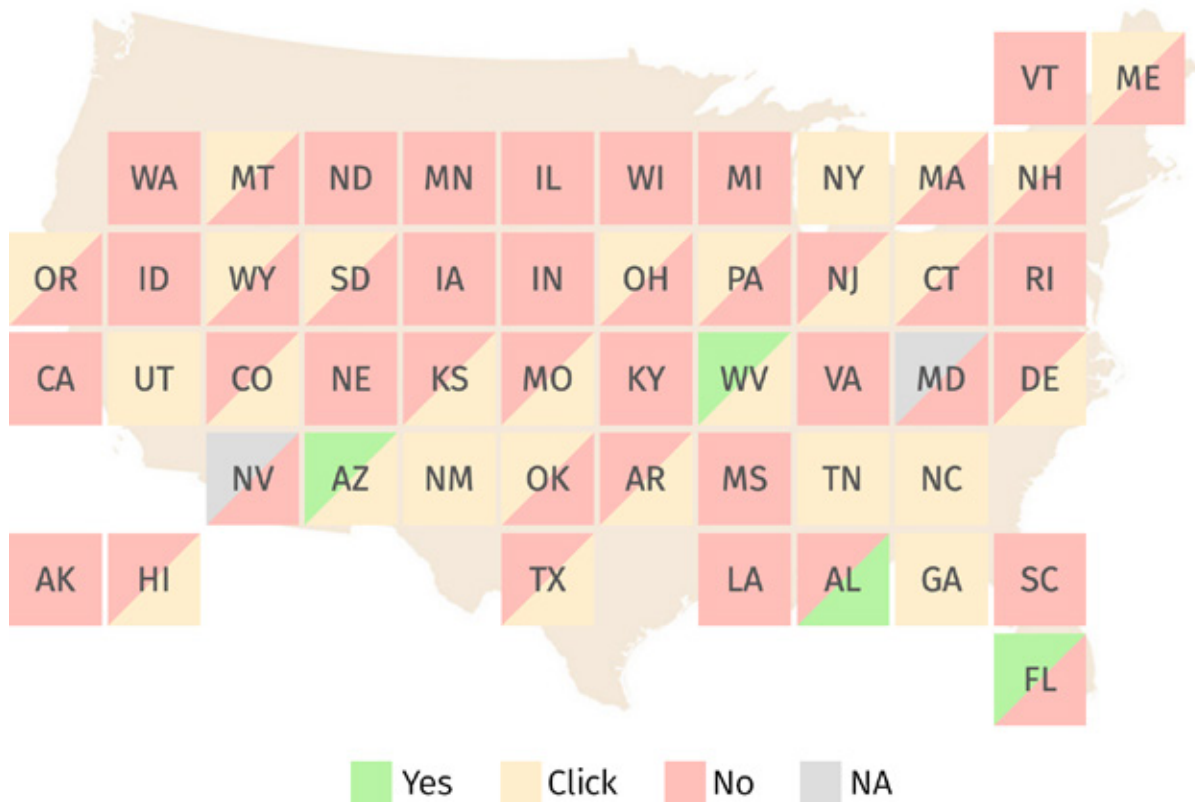 VT ME
WA MT ND MN IL WI MI NY MA NH
OR ID WY SD IA IN OH PA NJ CT RI
CA UT CO NE KS MO KY WV VA MD DE
NV AZ NM OK AR MS TN NC
AK HI TX LA AL GA SC
FL
Yes Click No NA